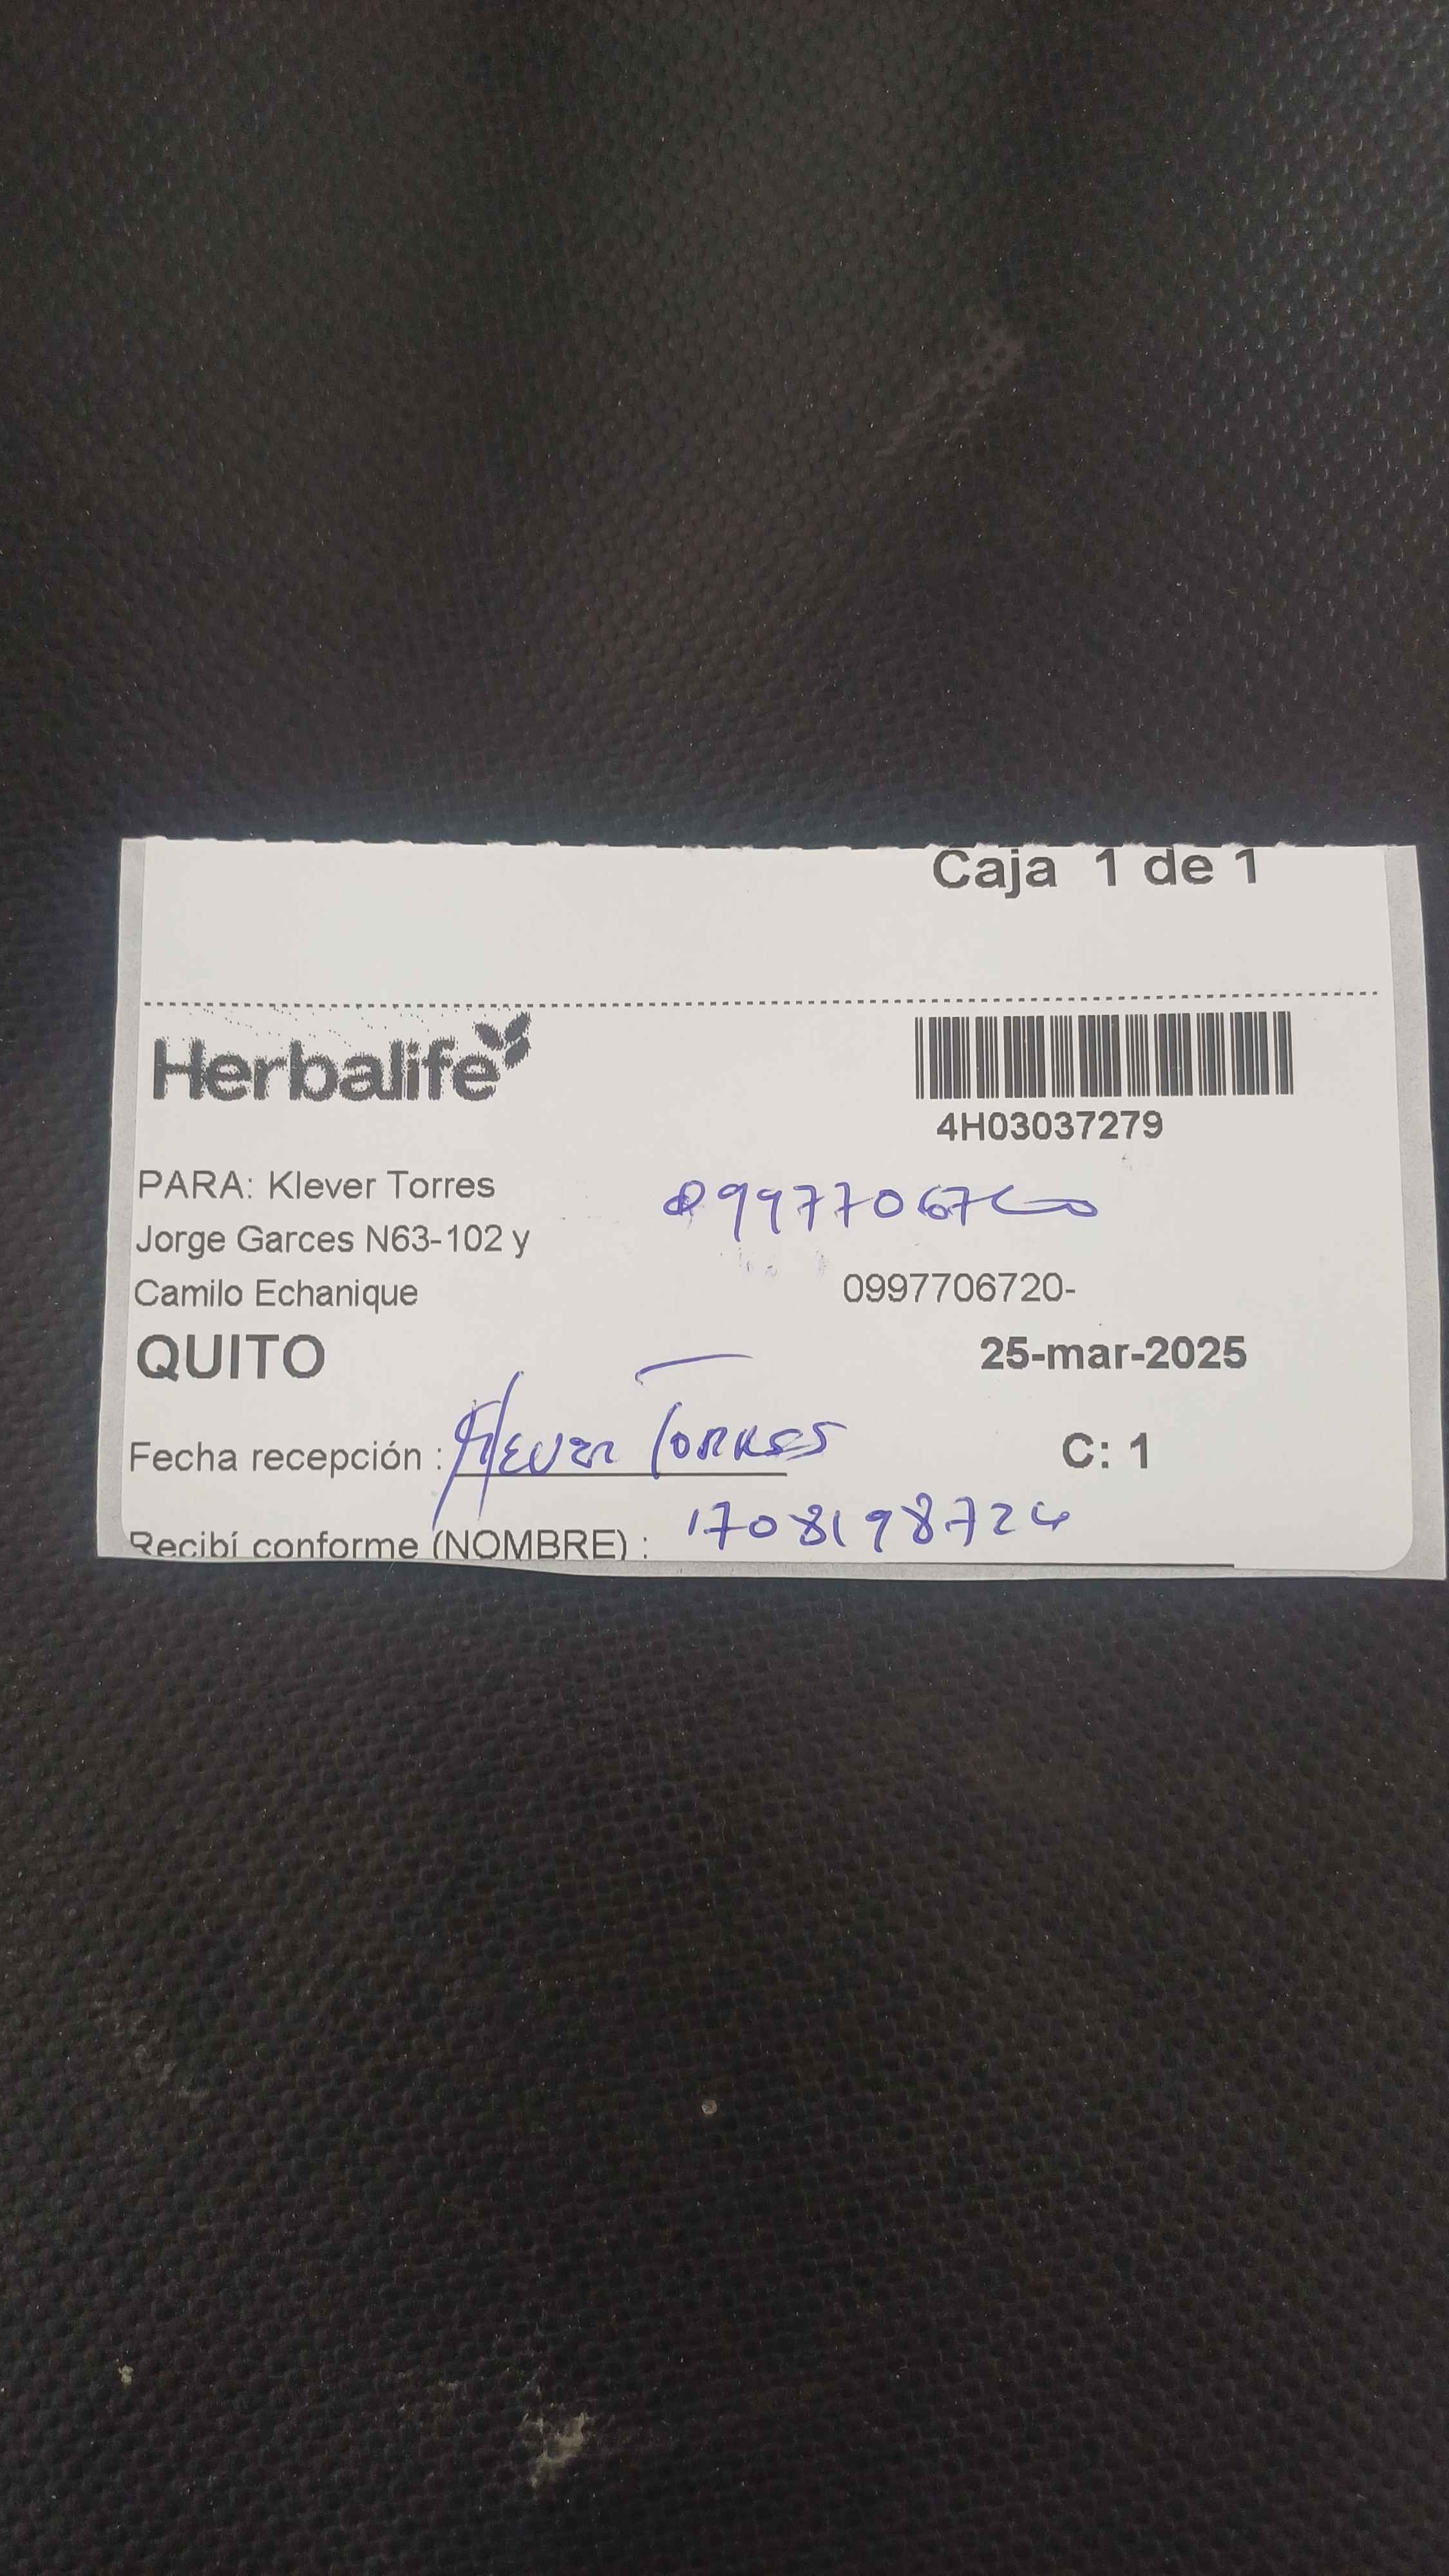 Caja 1 de 1
Herbalife
4H03037279
PARA: Klever Torres
0997706720
Jorge Garces N63-102 y
Camilo Echanique
0997706720-
QUITO
25-mar-2025
Fecha recepción : Klever Torres
C: 1
Recibí conforme (NOMBRE) : 1708198724